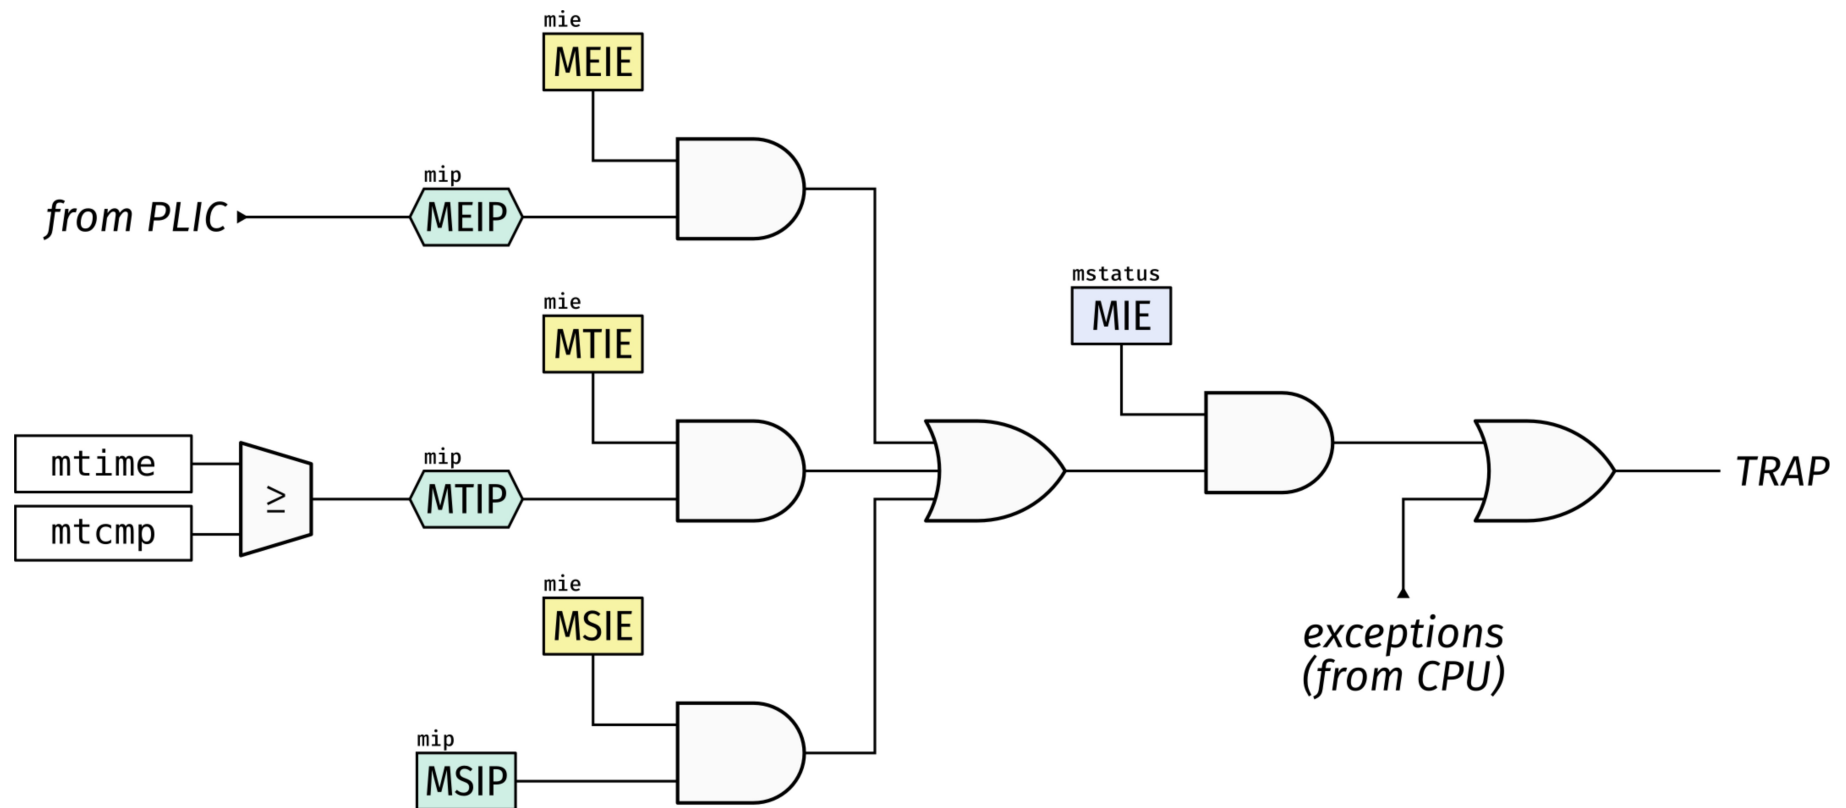 mie
MEIE
mip
from PLIC
MEIP
mstatus
MIE
mie
MTIE
mtime
mtcmp
≥
mip
MTIP
TRAP
mie
MSIE
exceptions
(from CPU)
mip
MSIP